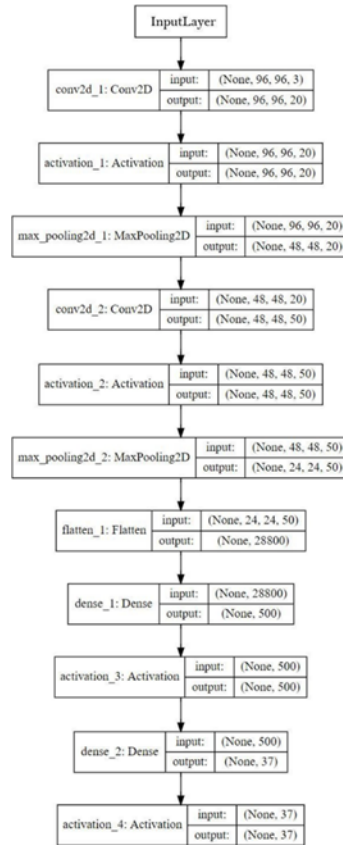 InputLayer
conv2d_1: Conv2D
input: (None, 96, 96, 3)
output: (None, 96, 96, 20)
activation_1: Activation
input: (None, 96, 96, 20)
output: (None, 96, 96, 20)
max_pooling2d_1: MaxPooling2D
input: (None, 96, 96, 20)
output: (None, 48, 48, 20)
conv2d_2: Conv2D
input: (None, 48, 48, 20)
output: (None, 48, 48, 50)
activation_2: Activation
input: (None, 48, 48, 50)
output: (None, 48, 48, 50)
max_pooling2d_2: MaxPooling2D
input: (None, 48, 48, 50)
output: (None, 24, 24, 50)
flatten_1: Flatten
input: (None, 24, 24, 50)
output: (None, 28800)
dense_1: Dense
input: (None, 28800)
output: (None, 500)
activation_3: Activation
input: (None, 500)
output: (None, 500)
dense_2: Dense
input: (None, 500)
output: (None, 37)
activation_4: Activation
input: (None, 37)
output: (None, 37)